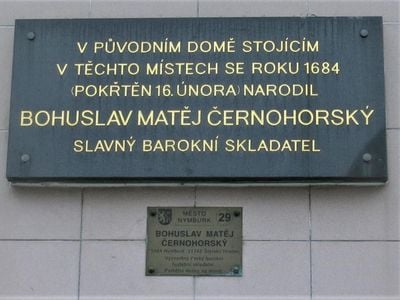 V PŮVODNÍM DOMĚ STOJÍCÍM
V TĚCHTO MÍSTECH SE ROKU 1684
(POKŘTĚN 16. ÚNORA) NARODIL
BOHUSLAV MATĚJ ČERNOHORSKÝ
SLAVNÝ BAROKNÍ SKLADATEL
MĚSTO
NYMBURK
29
BOHUSLAV MATĚJ
ČERNOHORSKÝ